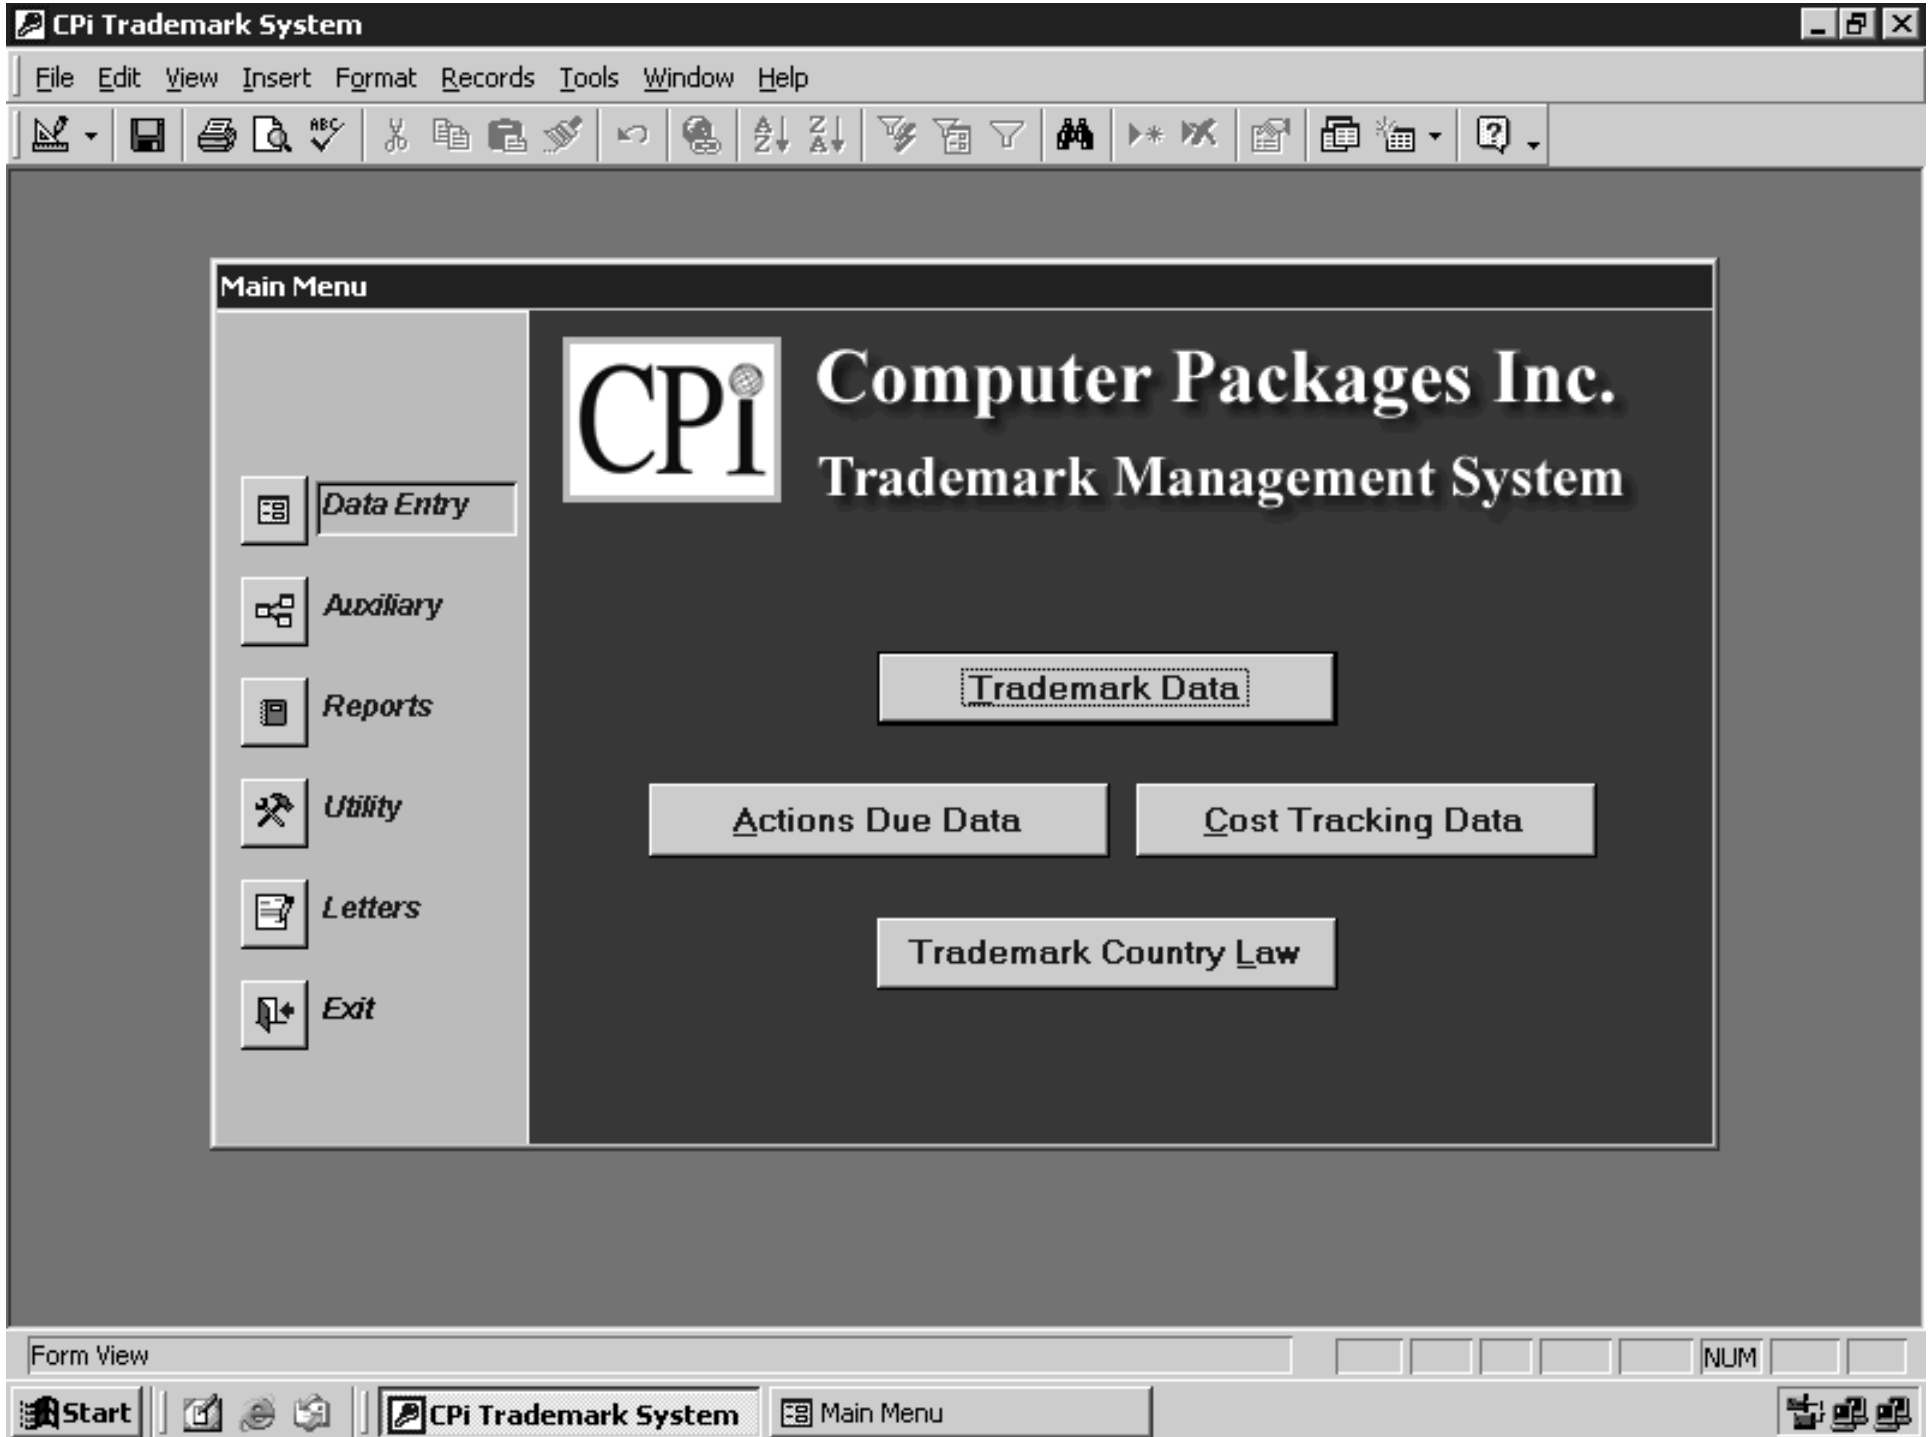 CPi Trademark System
File Edit View Insert Format Records Tools Window Help
ABC
A Z Z A
Main Menu
CPi
Computer Packages Inc.
Trademark Management System
Data Entry
Auxiliary
Reports
Utility
Letters
Exit
Trademark Data
Actions Due Data Cost Tracking Data
Trademark Country Law
Form View NUM
Start CPi Trademark System Main Menu